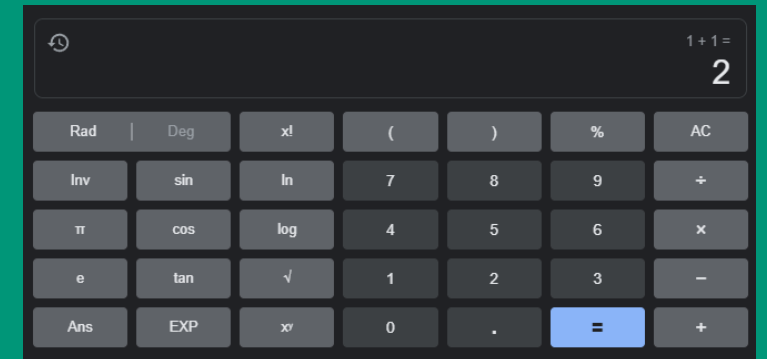 1 + 1 =
2
Rad | Deg x! ( ) % AC
Inv sin ln 7 8 9 ÷
π cos log 4 5 6 ×
e tan √ 1 2 3 −
Ans EXP xʸ 0 . = +